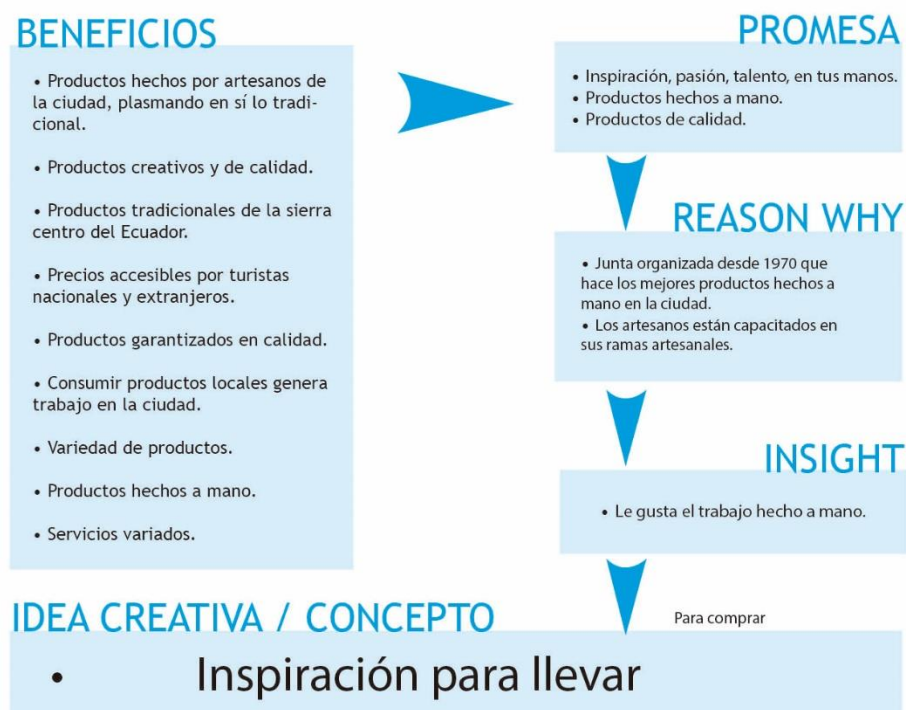 BENEFICIOS
• Productos hechos por artesanos de
la ciudad, plasmando en sí lo tradi-
cional.
• Productos creativos y de calidad.
• Productos tradicionales de la sierra
centro del Ecuador.
• Precios accesibles por turistas
nacionales y extranjeros.
• Productos garantizados en calidad.
• Consumir productos locales genera
trabajo en la ciudad.
• Variedad de productos.
• Productos hechos a mano.
• Servicios variados.
PROMESA
• Inspiración, pasión, talento, en tus manos.
• Productos hechos a mano.
• Productos de calidad.
REASON WHY
• Junta organizada desde 1970 que
hace los mejores productos hechos a
mano en la ciudad.
• Los artesanos están capacitados en
sus ramas artesanales.
INSIGHT
• Le gusta el trabajo hecho a mano.
Para comprar
IDEA CREATIVA / CONCEPTO
• Inspiración para llevar